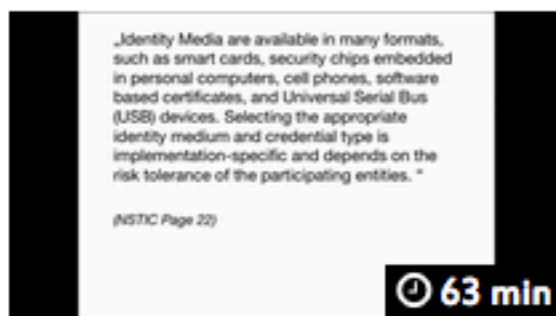 „Identity Media are available in many formats,
such as smart cards, security chips embedded
in personal computers, cell phones, software
based certificates, and Universal Serial Bus
(USB) devices. Selecting the appropriate
identity medium and credential type is
implementation-specific and depends on the
risk tolerance of the participating entities. “
(NSTIC Page 22)
63 min